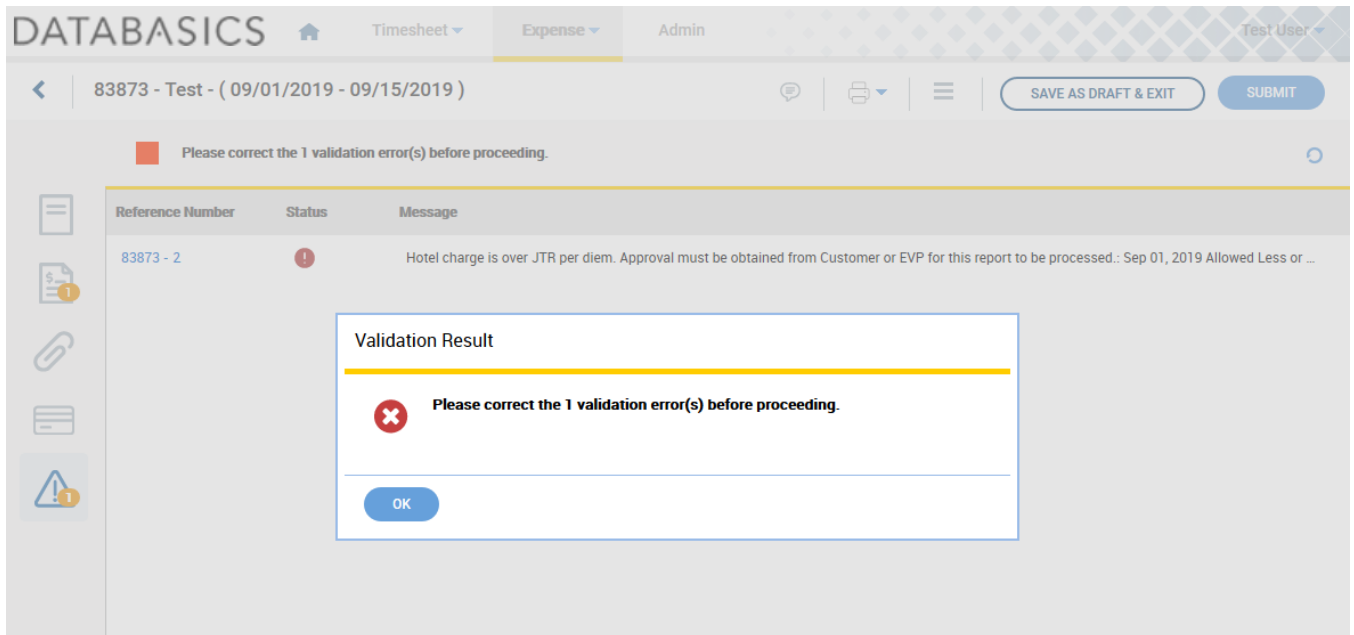 DATABASICS
Timesheet
Expense
Admin
Test User
83873 - Test - ( 09/01/2019 - 09/15/2019 )
SAVE AS DRAFT & EXIT
SUBMIT
Please correct the 1 validation error(s) before proceeding.
Reference Number Status Message
83873 - 2 Hotel charge is over JTR per diem. Approval must be obtained from Customer or EVP for this report to be processed.: Sep 01, 2019 Allowed Less or ...
1
Validation Result
Please correct the 1 validation error(s) before proceeding.
1
OK